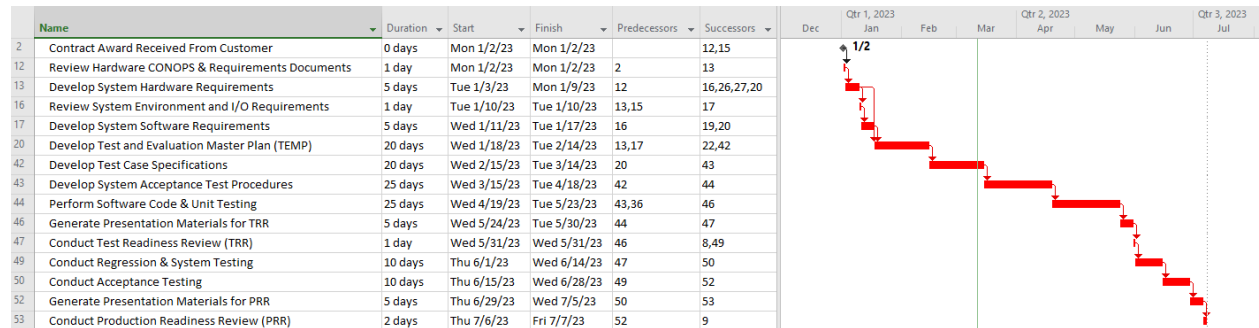 Qtr 1, 2023 Qtr 2, 2023 Qtr 3, 2023
Name Duration Start Finish Predecessors Successors Dec Jan Feb Mar Apr May Jun Jul
2 Contract Award Received From Customer 0 days Mon 1/2/23 Mon 1/2/23 12,15 1/2
12 Review Hardware CONOPS & Requirements Documents 1 day Mon 1/2/23 Mon 1/2/23 2 13
13 Develop System Hardware Requirements 5 days Tue 1/3/23 Mon 1/9/23 12 16,26,27,20
16 Review System Environment and I/O Requirements 1 day Tue 1/10/23 Tue 1/10/23 13,15 17
17 Develop System Software Requirements 5 days Wed 1/11/23 Tue 1/17/23 16 19,20
20 Develop Test and Evaluation Master Plan (TEMP) 20 days Wed 1/18/23 Tue 2/14/23 13,17 22,42
42 Develop Test Case Specifications 20 days Wed 2/15/23 Tue 3/14/23 20 43
43 Develop System Acceptance Test Procedures 25 days Wed 3/15/23 Tue 4/18/23 42 44
44 Perform Software Code & Unit Testing 25 days Wed 4/19/23 Tue 5/23/23 43,36 46
46 Generate Presentation Materials for TRR 5 days Wed 5/24/23 Tue 5/30/23 44 47
47 Conduct Test Readiness Review (TRR) 1 day Wed 5/31/23 Wed 5/31/23 46 8,49
49 Conduct Regression & System Testing 10 days Thu 6/1/23 Wed 6/14/23 47 50
50 Conduct Acceptance Testing 10 days Thu 6/15/23 Wed 6/28/23 49 52
52 Generate Presentation Materials for PRR 5 days Thu 6/29/23 Wed 7/5/23 50 53
53 Conduct Production Readiness Review (PRR) 2 days Thu 7/6/23 Fri 7/7/23 52 9